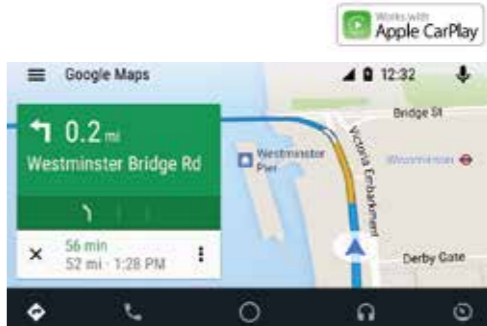 Works with
Apple CarPlay
Google Maps
12:32
0.2 mi
Westminster Bridge Rd
56 min
52 mi · 1:28 PM
Westminster
Pier
Bridge St
Victoria Embankment
Westminster
Derby Gate